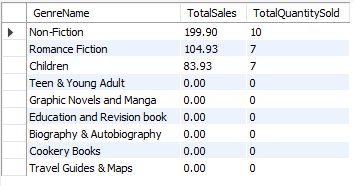 GenreName TotalSales TotalQuantitySold
Non-Fiction 199.90 10
Romance Fiction 104.93 7
Children 83.93 7
Teen & Young Adult 0.00 0
Graphic Novels and Manga 0.00 0
Education and Revision book 0.00 0
Biography & Autobiography 0.00 0
Cookery Books 0.00 0
Travel Guides & Maps 0.00 0